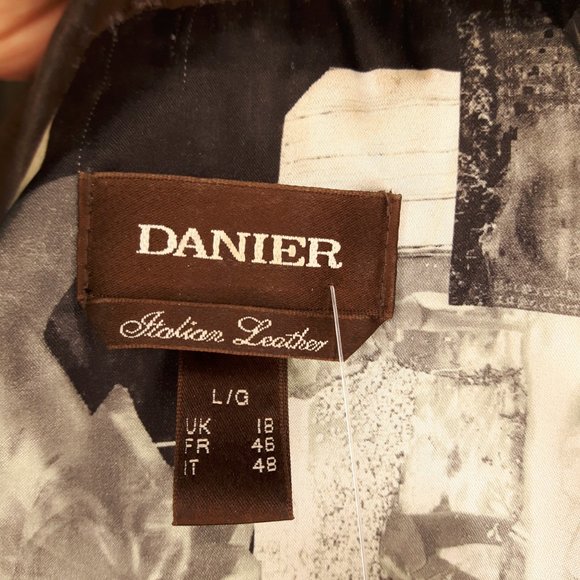 DANIER
Italian Leather
L/G
UK 18
FR 46
IT 48